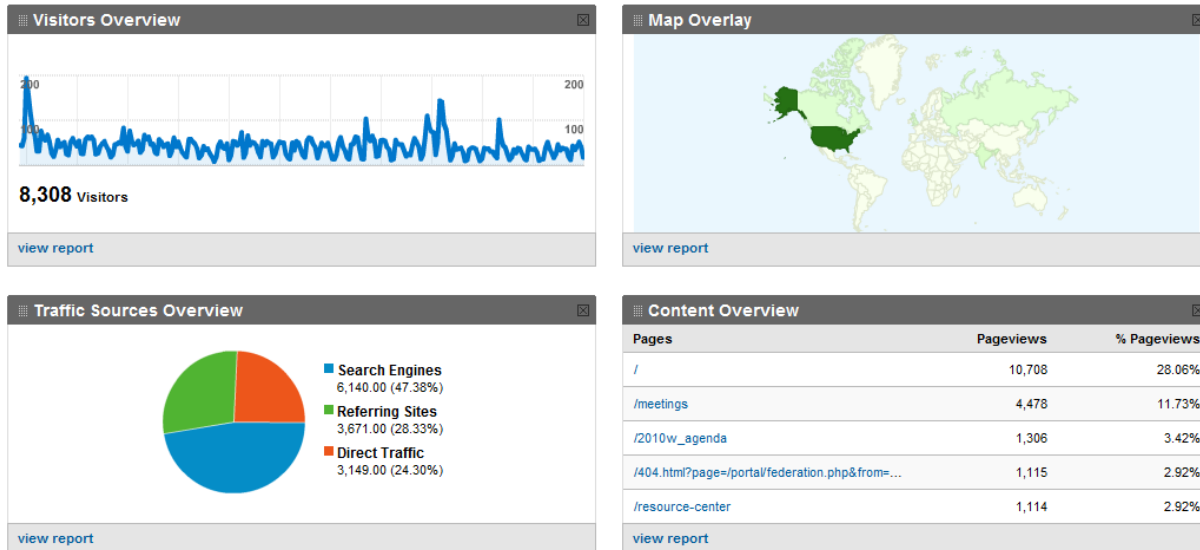 Visitors Overview
200
200
100
100
8,308 Visitors
view report
Map Overlay
view report
Traffic Sources Overview
Search Engines
6,140.00 (47.38%)
Referring Sites
3,671.00 (28.33%)
Direct Traffic
3,149.00 (24.30%)
view report
Content Overview
Pages Pageviews % Pageviews
/ 10,708 28.06%
/meetings 4,478 11.73%
/2010w_agenda 1,306 3.42%
/404.html?page=/portal/federation.php&from=... 1,115 2.92%
/resource-center 1,114 2.92%
view report